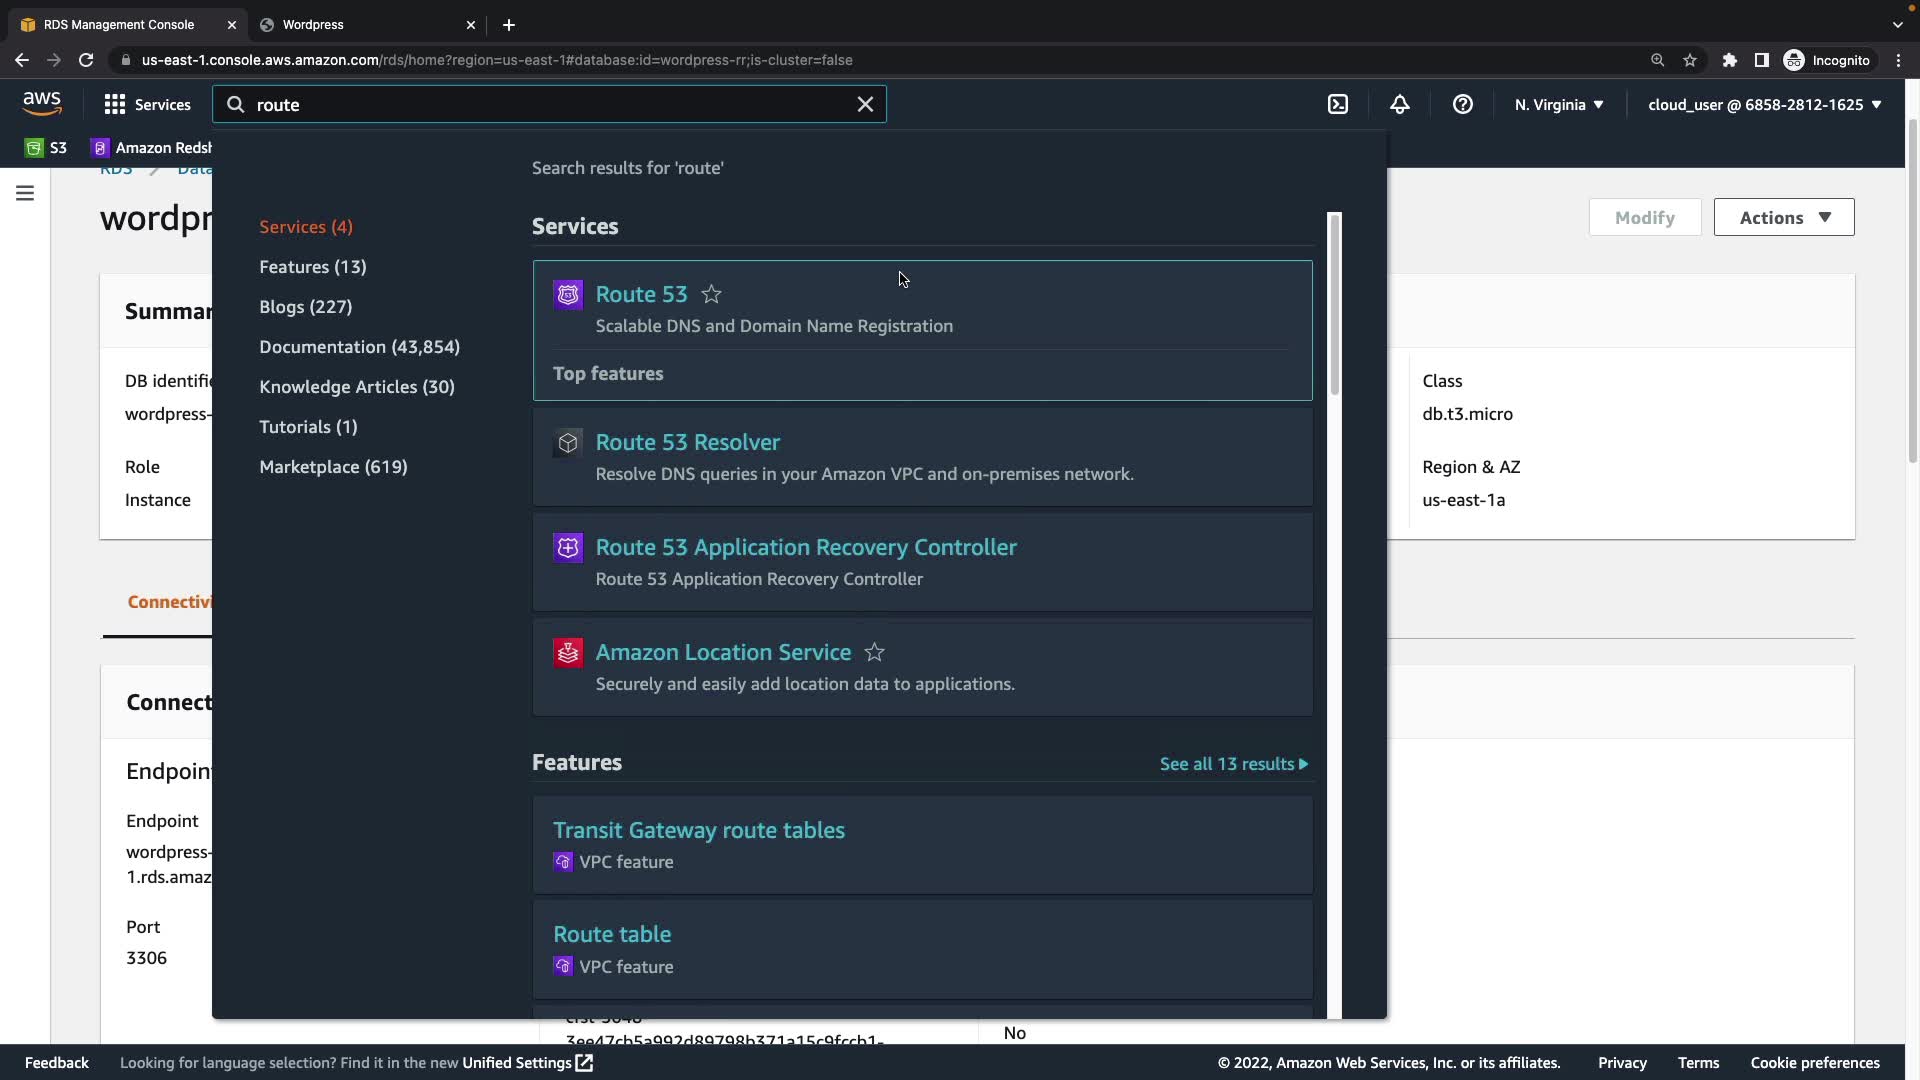 RDS Management Console
Wordpress
us-east-1.console.aws.amazon.com/rds/home?region=us-east-1#database:id=wordpress-rr;is-cluster=false
Incognito
aws
Services
route
N. Virginia
cloud_user @ 6858-2812-1625
S3
Amazon Redsh
RDS
Data
wordpr
Modify
Actions
Search results for 'route'
Services (4)
Features (13)
Blogs (227)
Documentation (43,854)
Knowledge Articles (30)
Tutorials (1)
Marketplace (619)
Services
Route 53
Scalable DNS and Domain Name Registration
Top features
Route 53 Resolver
Resolve DNS queries in your Amazon VPC and on-premises network.
Route 53 Application Recovery Controller
Route 53 Application Recovery Controller
Amazon Location Service
Securely and easily add location data to applications.
Features
See all 13 results
Transit Gateway route tables
VPC feature
Route table
VPC feature
Summar
DB identifie
wordpress-
Role
Instance
Class
db.t3.micro
Region & AZ
us-east-1a
Connectivi
Connect
Endpoin
Endpoint
wordpress-
1.rds.amaz
Port
3306
No
Feedback
Looking for language selection? Find it in the new Unified Settings
© 2022, Amazon Web Services, Inc. or its affiliates.
Privacy
Terms
Cookie preferences